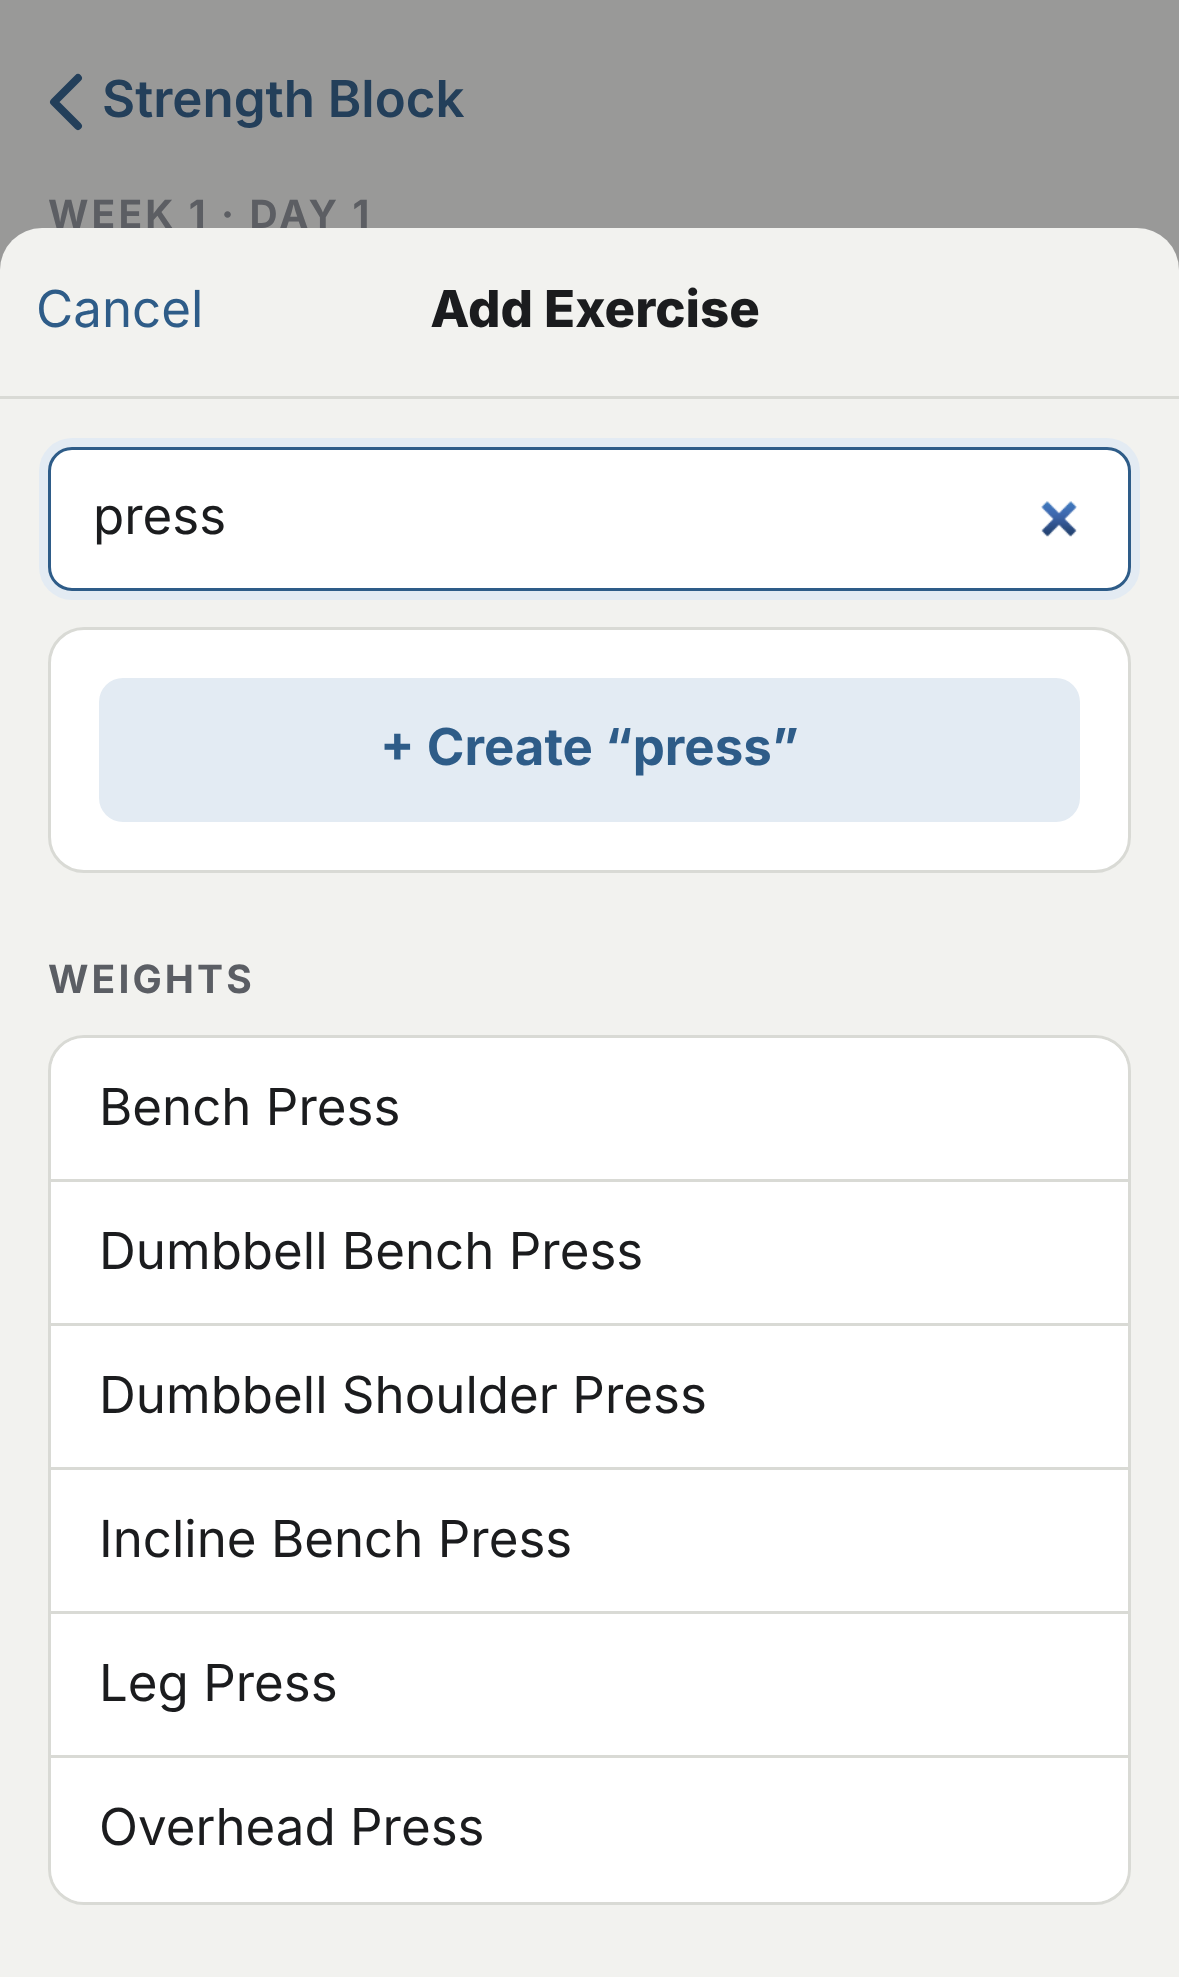 Strength Block
WEEK 1 · DAY 1
Cancel
Add Exercise
press
+ Create “press”
WEIGHTS
Bench Press
Dumbbell Bench Press
Dumbbell Shoulder Press
Incline Bench Press
Leg Press
Overhead Press